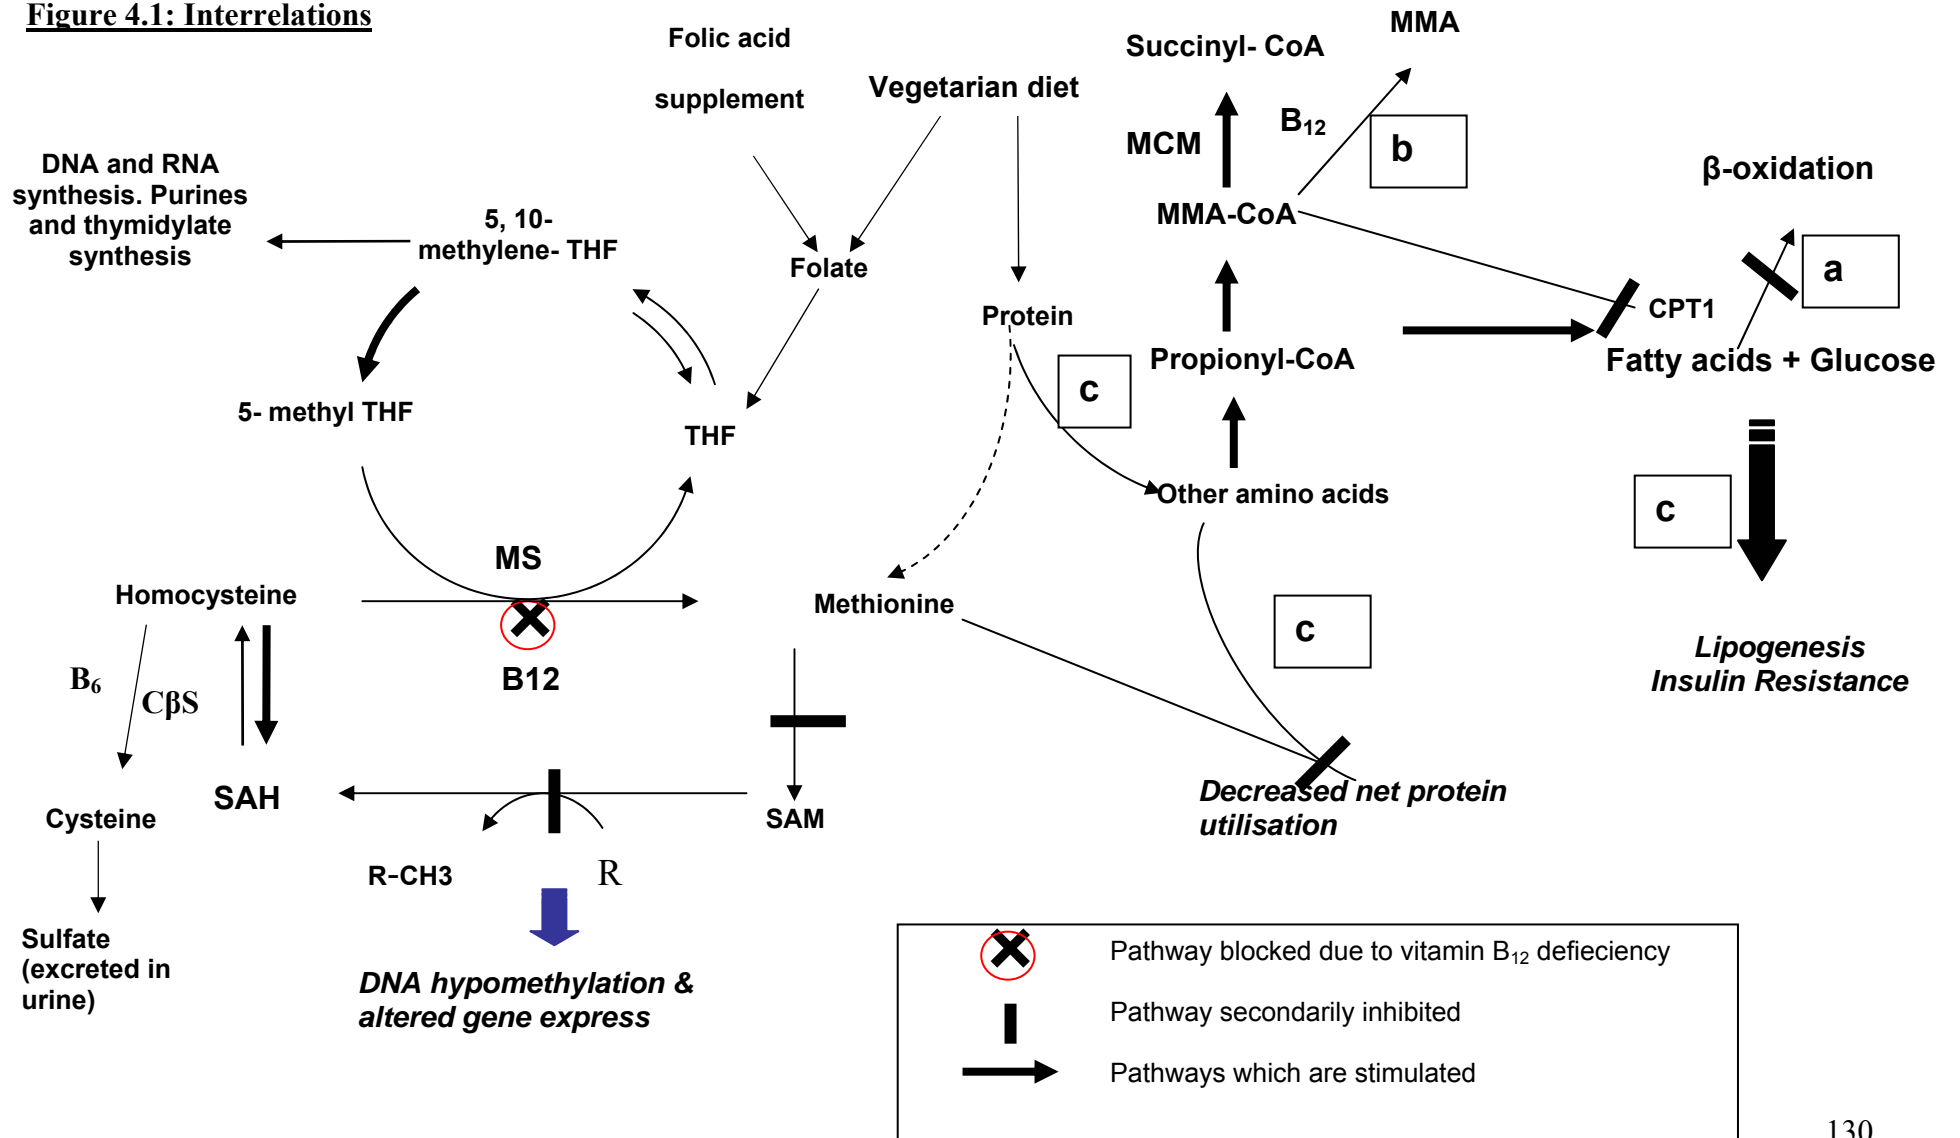 Figure 4.1: Interrelations
Folic acid
supplement
Vegetarian diet
Succinyl- CoA
MMA
MCM
B₁₂
b
MMA-CoA
β-oxidation
a
DNA and RNA
synthesis. Purines
and thymidylate
synthesis
5, 10-
methylene- THF
Folate
Protein
CPT1
Propionyl-CoA
Fatty acids + Glucose
c
5- methyl THF
THF
Other amino acids
c
MS
Homocysteine
Methionine
c
B12
B₆
CβS
Lipogenesis
Insulin Resistance
SAH
SAM
Cysteine
Decreased net protein
utilisation
R-CH3
R
Sulfate
(excreted in
urine)
DNA hypomethylation &
altered gene express
Pathway blocked due to vitamin B₁₂ defieciency
Pathway secondarily inhibited
Pathways which are stimulated
130